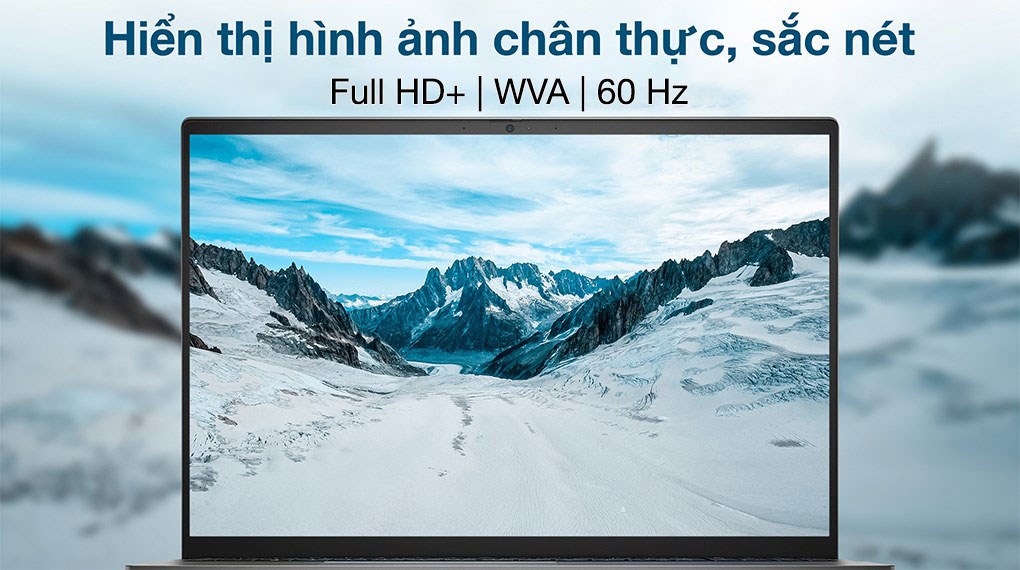 Hiển thị hình ảnh chân thực, sắc nét
Full HD+ | WVA | 60 Hz